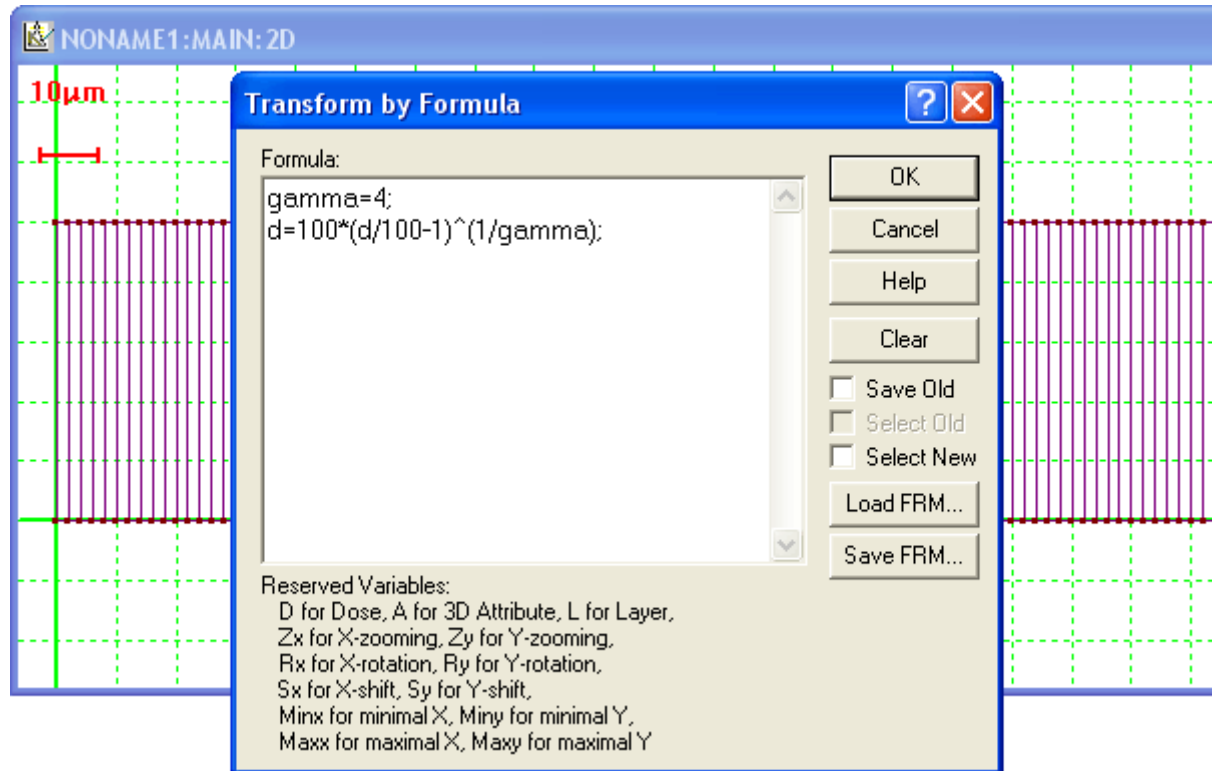 NONAME1:MAIN:2D
10µm
Transform by Formula
Formula:
gamma=4;
d=100*(d/100-1)^(1/gamma);
OK
Cancel
Help
Clear
Save Old
Select Old
Select New
Load FRM...
Save FRM...
Reserved Variables:
D for Dose, A for 3D Attribute, L for Layer,
Zx for X-zooming, Zy for Y-zooming,
Rx for X-rotation, Ry for Y-rotation,
Sx for X-shift, Sy for Y-shift,
Minx for minimal X, Miny for minimal Y,
Maxx for maximal X, Maxy for maximal Y